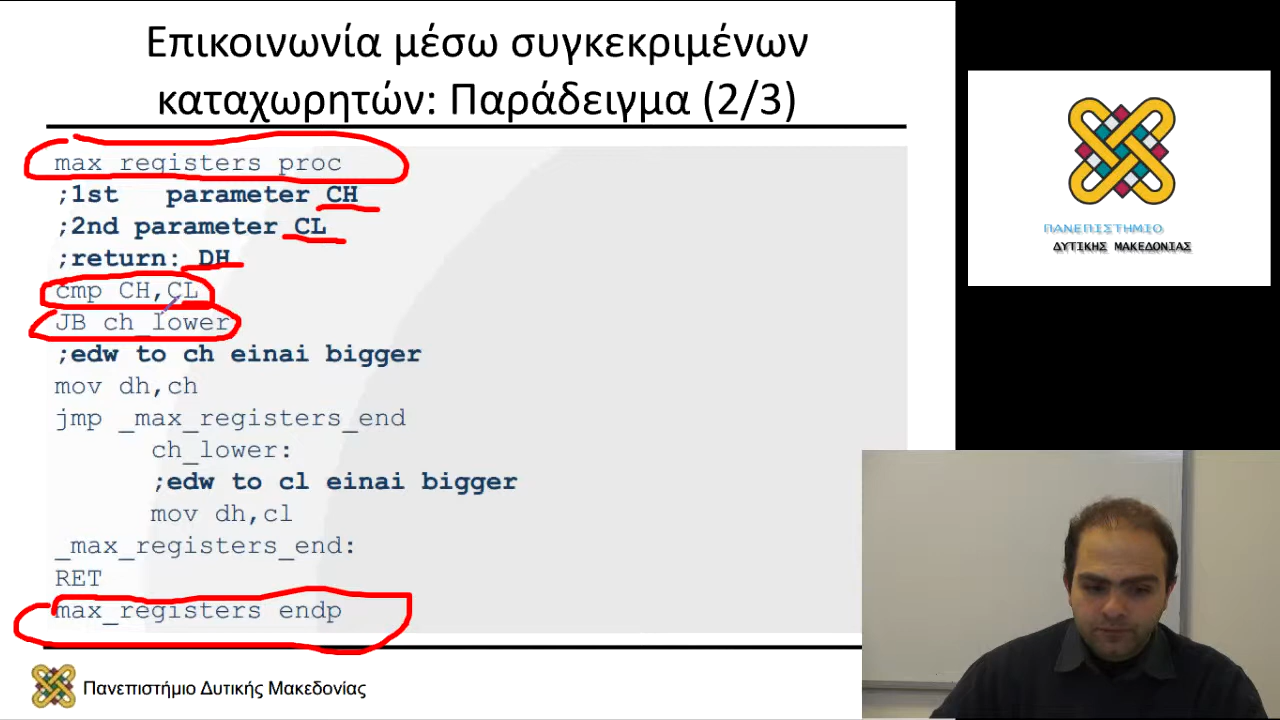 Επικοινωνία μέσω συγκεκριμένων
καταχωρητών: Παράδειγμα (2/3)
max_registers proc
;1st parameter CH
;2nd parameter CL
;return: DH
cmp CH,CL
JB ch_lower
;edw to ch einai bigger
mov dh,ch
jmp _max_registers_end
ch_lower:
;edw to cl einai bigger
mov dh,cl
_max_registers_end:
RET
max_registers endp
Πανεπιστήμιο Δυτικής Μακεδονίας
ΠΑΝΕΠΙΣΤΗΜΙΟ
ΔΥΤΙΚΗΣ ΜΑΚΕΔΟΝΙΑΣ